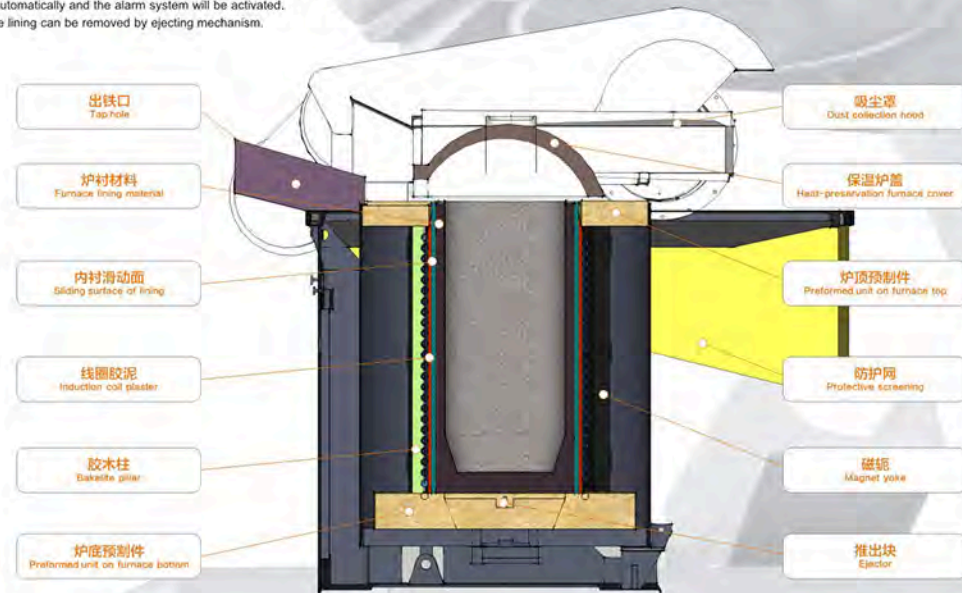 utomatically and the alarm system will be activated.
e lining can be removed by ejecting mechanism.
出铁口
Tap hole
吸尘罩
Dust collection hood
炉衬材料
Furnace lining material
保温炉盖
Heat-preservation furnace cover
内衬滑动面
Sliding surface of lining
炉顶预制件
Preformed unit on furnace top
线圈胶泥
Induction coil plaster
防护网
Protective screening
胶木柱
Bakelite pillar
磁轭
Magnet yoke
炉底预制件
Preformed unit on furnace bottom
推出块
Ejector